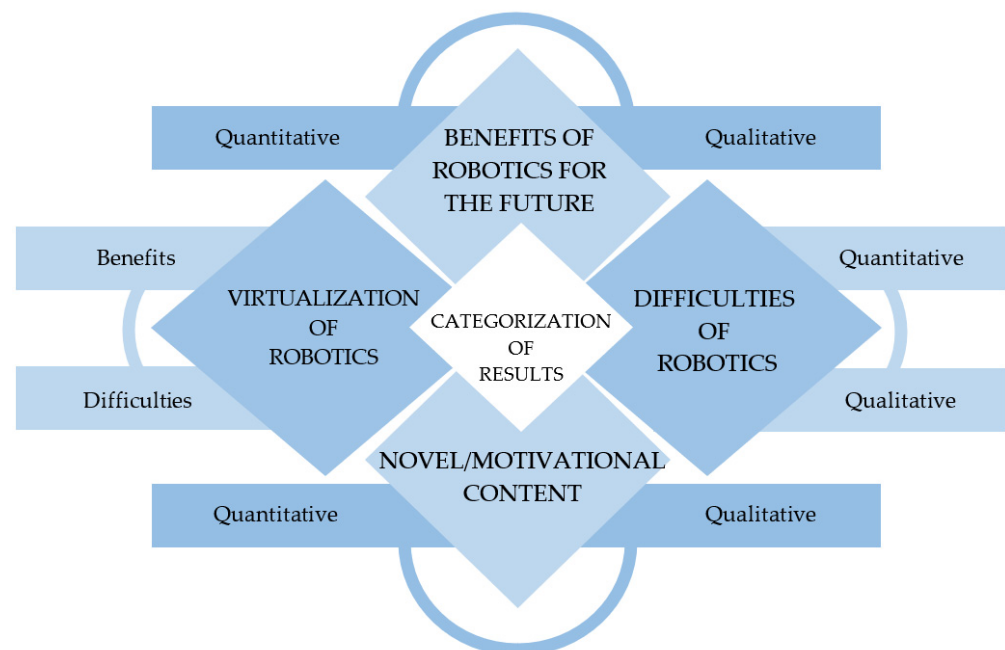 Quantitative
BENEFITS OF
ROBOTICS FOR
THE FUTURE
Qualitative
Benefits
Difficulties
VIRTUALIZATION
OF
ROBOTICS
CATEGORIZATION
OF
RESULTS
DIFFICULTIES
OF
ROBOTICS
Quantitative
Qualitative
NOVEL/MOTIVATIONAL
CONTENT
Quantitative
Qualitative